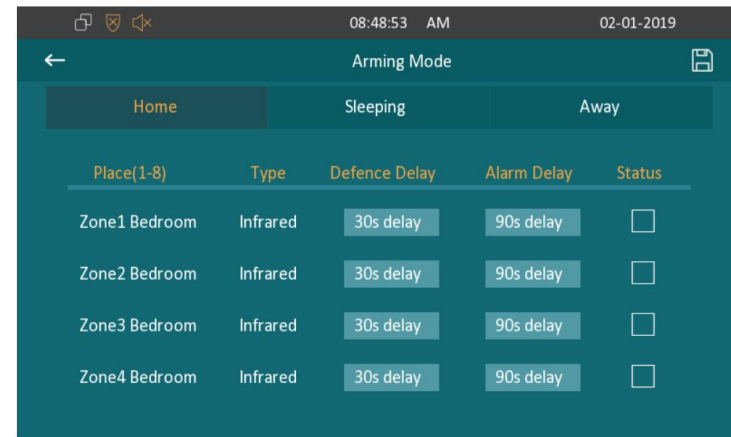 08:48:53 AM 02-01-2019
Arming Mode
Home Sleeping Away
Place(1-8) Type Defence Delay Alarm Delay Status
Zone1 Bedroom Infrared 30s delay 90s delay
Zone2 Bedroom Infrared 30s delay 90s delay
Zone3 Bedroom Infrared 30s delay 90s delay
Zone4 Bedroom Infrared 30s delay 90s delay